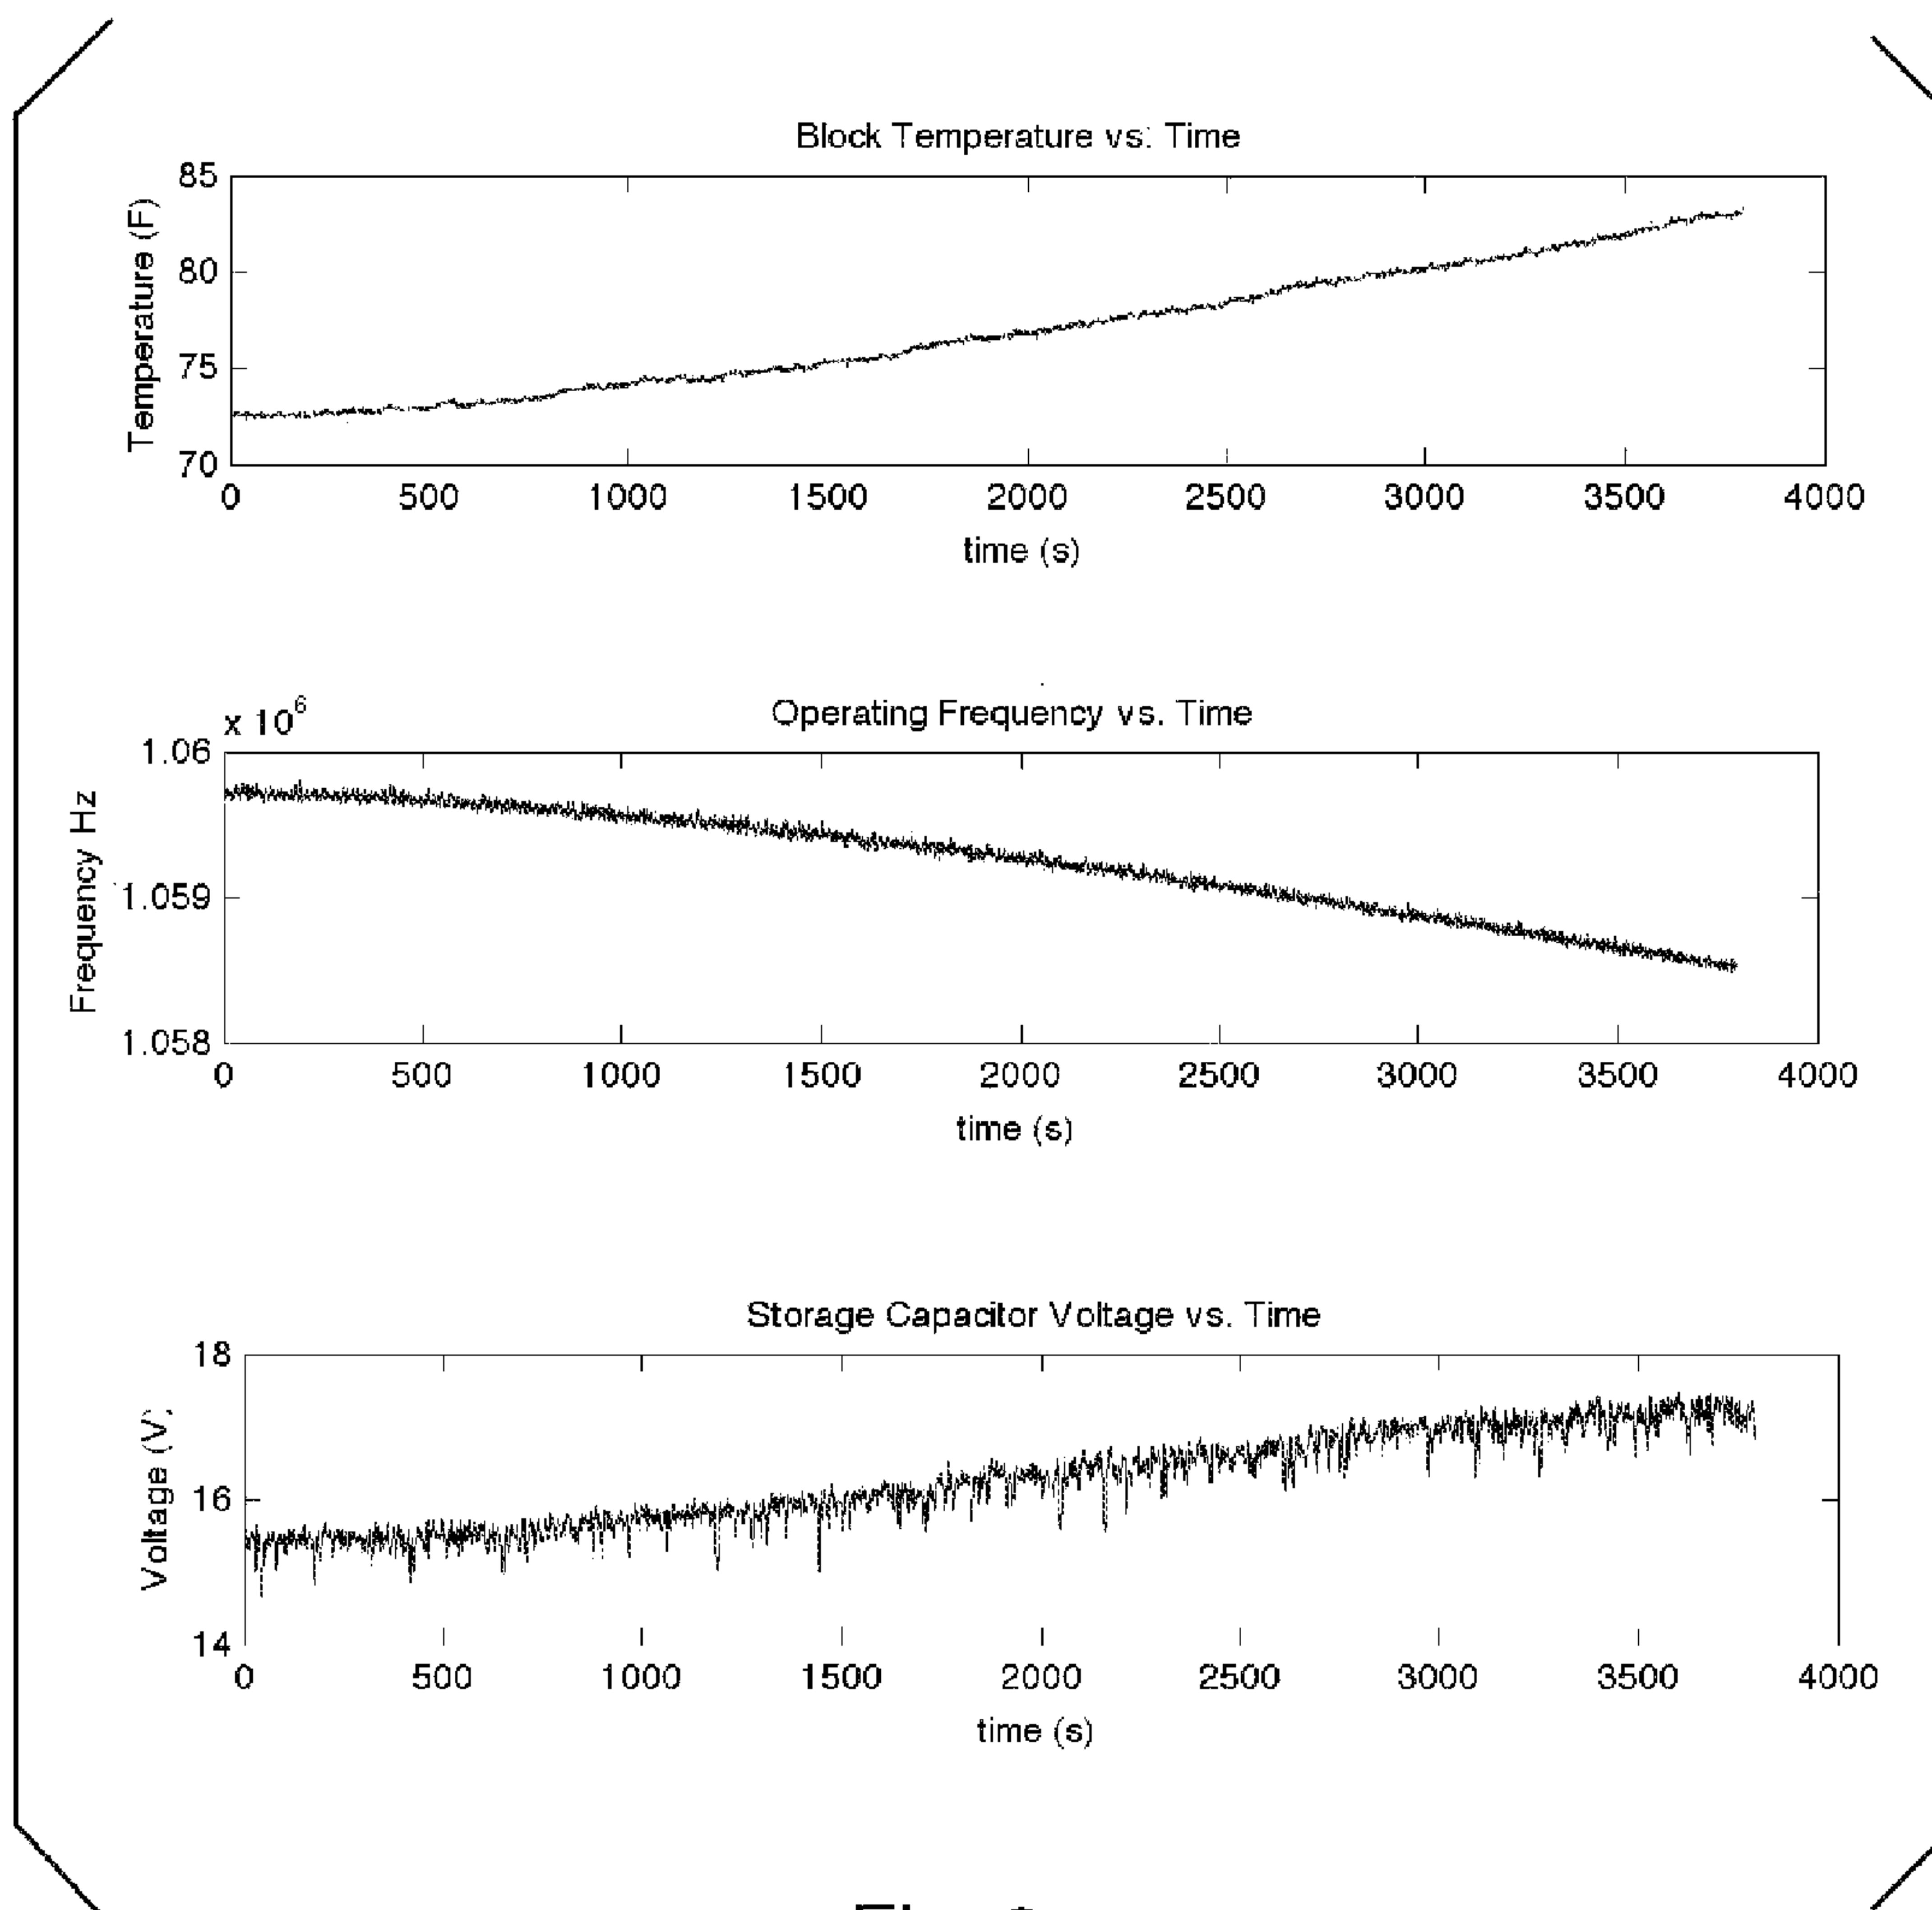 Block Temperature vs. Time
85
80
75
70
Temperature (F)
0 500 1000 1500 2000 2500 3000 3500 4000
time (s)
x 10^6
Operating Frequency vs. Time
1.06
1.059
1.058
Frequency Hz
0 500 1000 1500 2000 2500 3000 3500 4000
time (s)
Storage Capacitor Voltage vs. Time
18
16
14
Voltage (V)
0 500 1000 1500 2000 2500 3000 3500 4000
time (s)